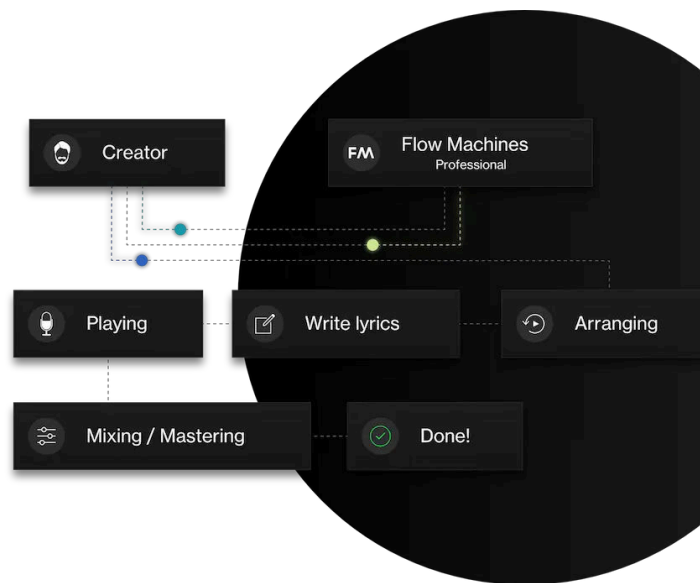 Creator
FM
Flow Machines
Professional
Playing
Write lyrics
Arranging
Mixing / Mastering
Done!